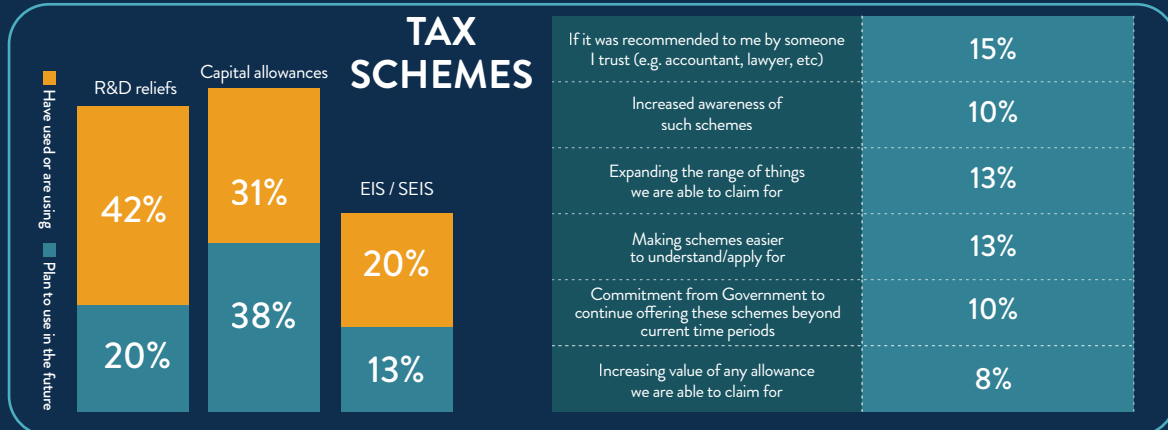 TAX
SCHEMES
Have used or are using
Plan to use in the future
R&D reliefs
42%
20%
Capital allowances
31%
38%
EIS / SEIS
20%
13%
If it was recommended to me by someone
I trust (e.g. accountant, lawyer, etc)
15%
Increased awareness of
such schemes
10%
Expanding the range of things
we are able to claim for
13%
Making schemes easier
to understand/apply for
13%
Commitment from Government to
continue offering these schemes beyond
current time periods
10%
Increasing value of any allowance
we are able to claim for
8%